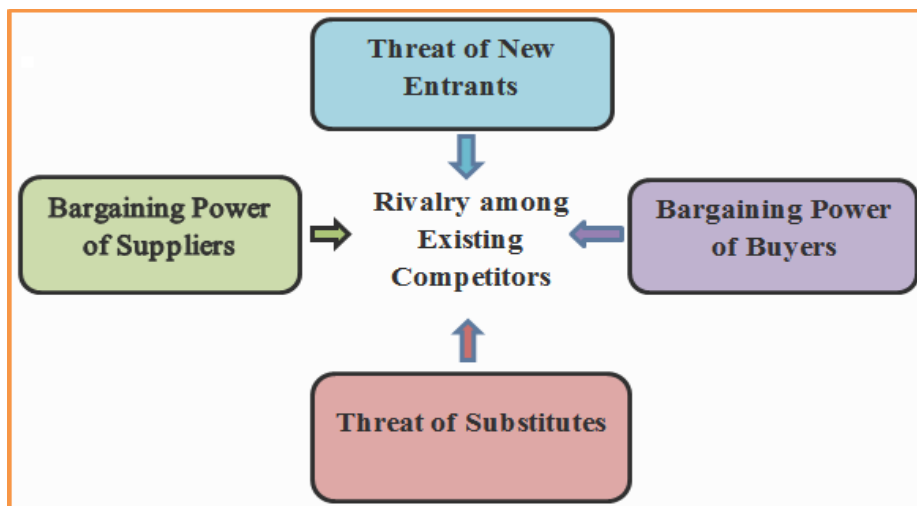 Threat of New
Entrants
Bargaining Power
of Suppliers
Rivalry among
Existing
Competitors
Bargaining Power
of Buyers
Threat of Substitutes